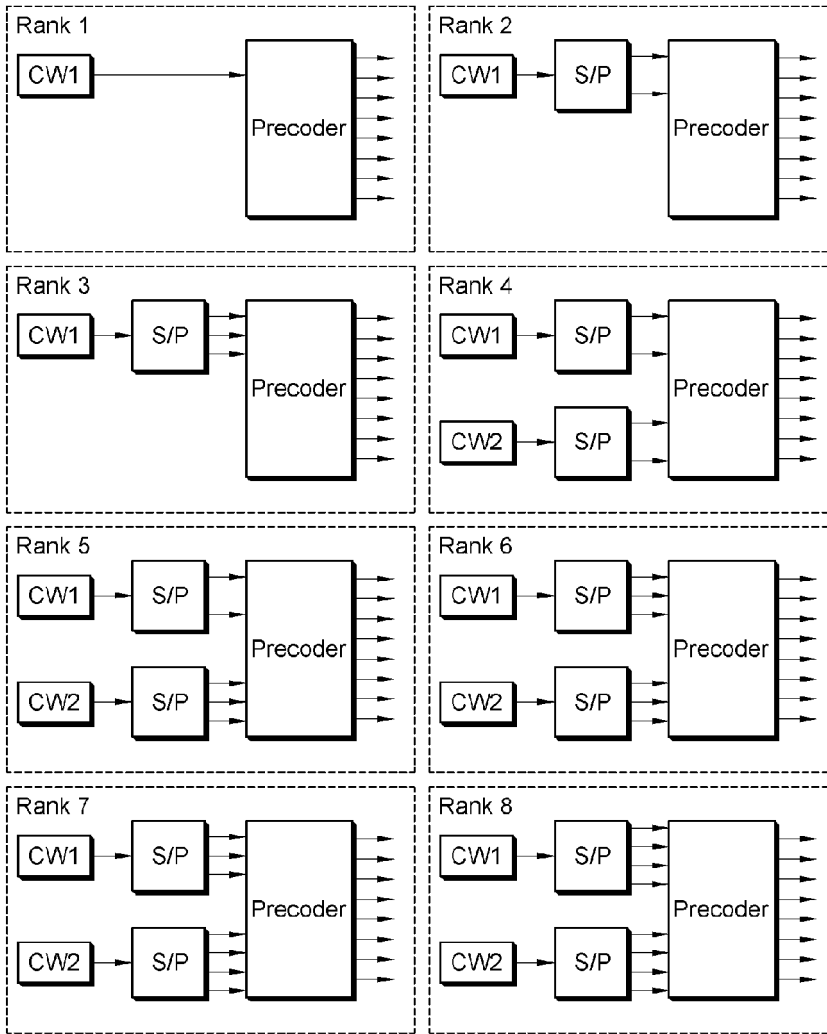 Rank 1
CW1
Precoder
Rank 2
CW1
S/P
Precoder
Rank 3
CW1
S/P
Precoder
Rank 4
CW1
S/P
Precoder
CW2
S/P
Rank 5
CW1
S/P
Precoder
CW2
S/P
Rank 6
CW1
S/P
Precoder
CW2
S/P
Rank 7
CW1
S/P
Precoder
CW2
S/P
Rank 8
CW1
S/P
Precoder
CW2
S/P